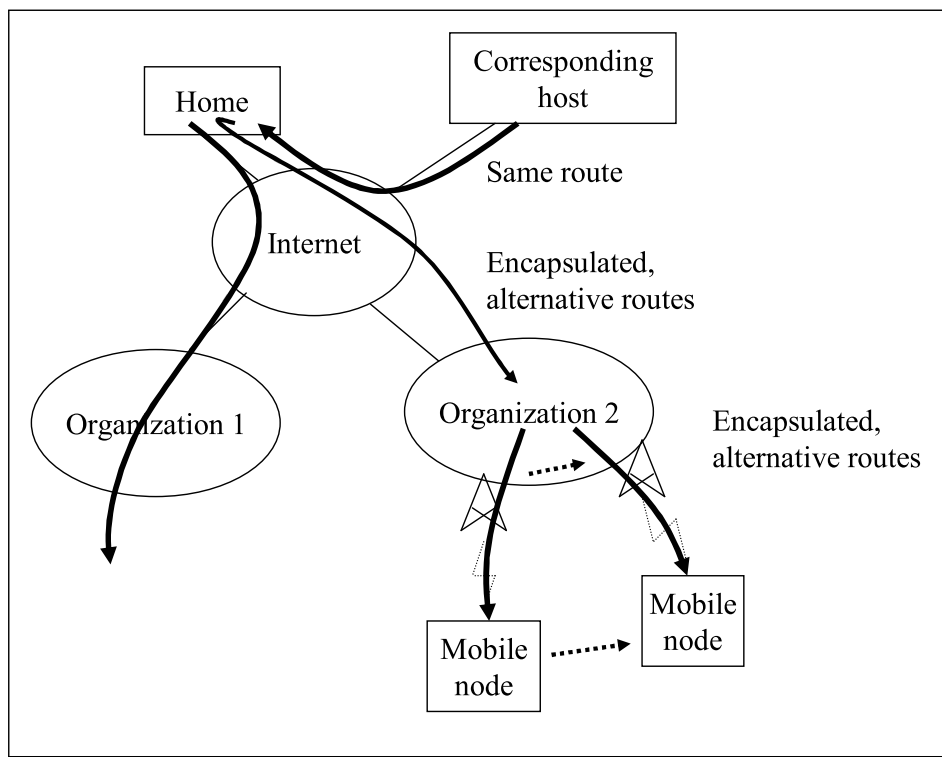 Corresponding
host
Home
Same route
Internet
Encapsulated,
alternative routes
Organization 1
Organization 2
Encapsulated,
alternative routes
Mobile
node
Mobile
node